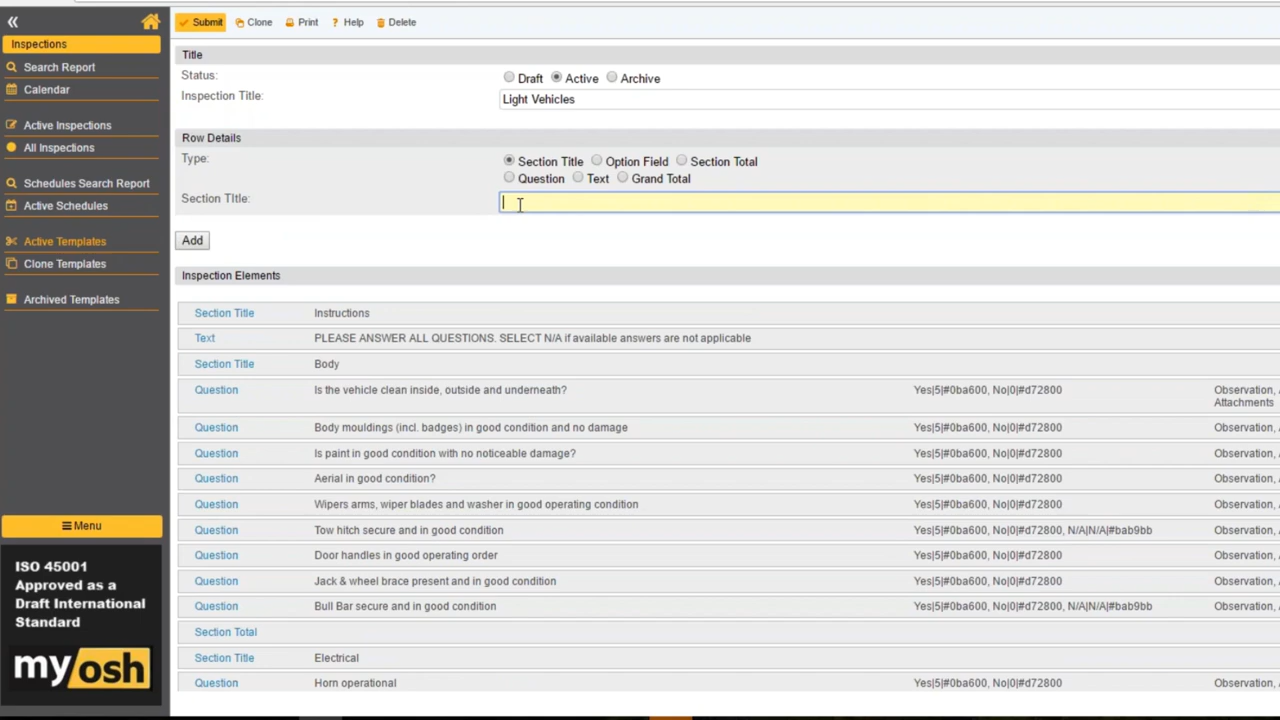 «
Inspections
Search Report
Calendar
Active Inspections
All Inspections
Schedules Search Report
Active Schedules
Active Templates
Clone Templates
Archived Templates
Menu
ISO 45001
Approved as a
Draft International
Standard
myosh
Submit Clone Print ? Help Delete
Title
Status: Draft Active Archive
Inspection Title: Light Vehicles
Row Details
Type: Section Title Option Field Section Total
Question Text Grand Total
Section TItle:
Add
Inspection Elements
Section Title Instructions
Text PLEASE ANSWER ALL QUESTIONS. SELECT N/A if available answers are not applicable
Section Title Body
Question Is the vehicle clean inside, outside and underneath? Yes|5|#0ba600, No|0|#d72800 Observation, A
Attachments
Question Body mouldings (incl. badges) in good condition and no damage Yes|5|#0ba600, No|0|#d72800 Observation, A
Question Is paint in good condition with no noticeable damage? Yes|5|#0ba600, No|0|#d72800 Observation, A
Question Aerial in good condition? Yes|5|#0ba600, No|0|#d72800 Observation, A
Question Wipers arms, wiper blades and washer in good operating condition Yes|5|#0ba600, No|0|#d72800 Observation, A
Question Tow hitch secure and in good condition Yes|5|#0ba600, No|0|#d72800, N/A|N/A|#bab9bb Observation, A
Question Door handles in good operating order Yes|5|#0ba600, No|0|#d72800 Observation, A
Question Jack & wheel brace present and in good condition Yes|5|#0ba600, No|0|#d72800 Observation, A
Question Bull Bar secure and in good condition Yes|5|#0ba600, No|0|#d72800, N/A|N/A|#bab9bb Observation, A
Section Total
Section Title Electrical
Question Horn operational Yes|5|#0ba600, No|0|#d72800 Observation, A